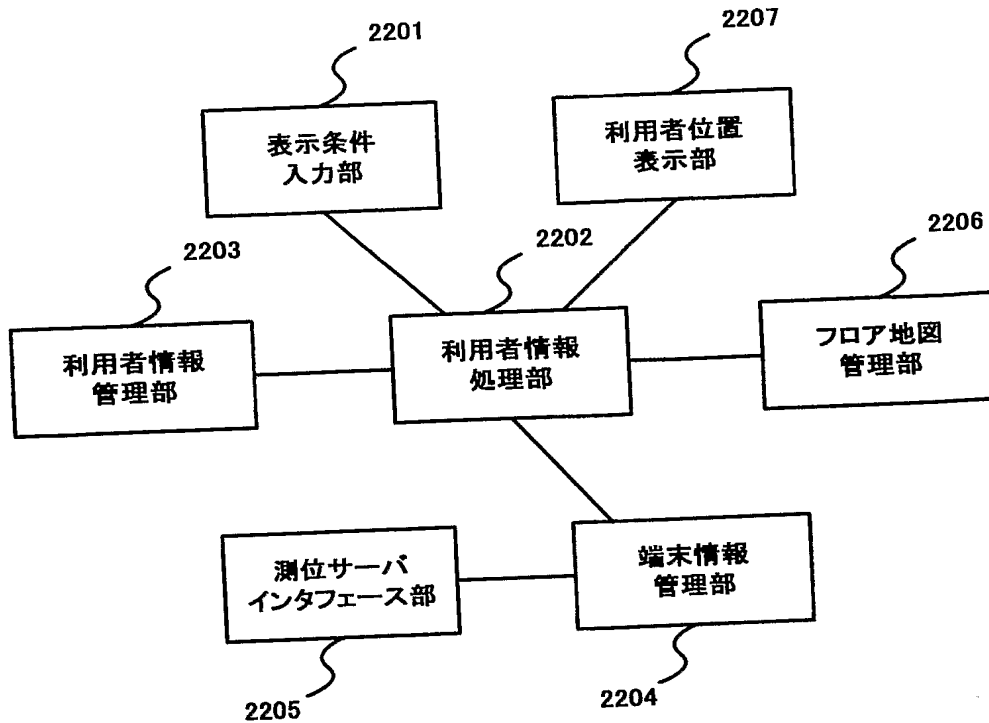 2201
表示条件
入力部
2207
利用者位置
表示部
2203
利用者情報
管理部
2202
利用者情報
処理部
2206
フロア地図
管理部
測位サーバ
インタフェース部
2205
端末情報
管理部
2204